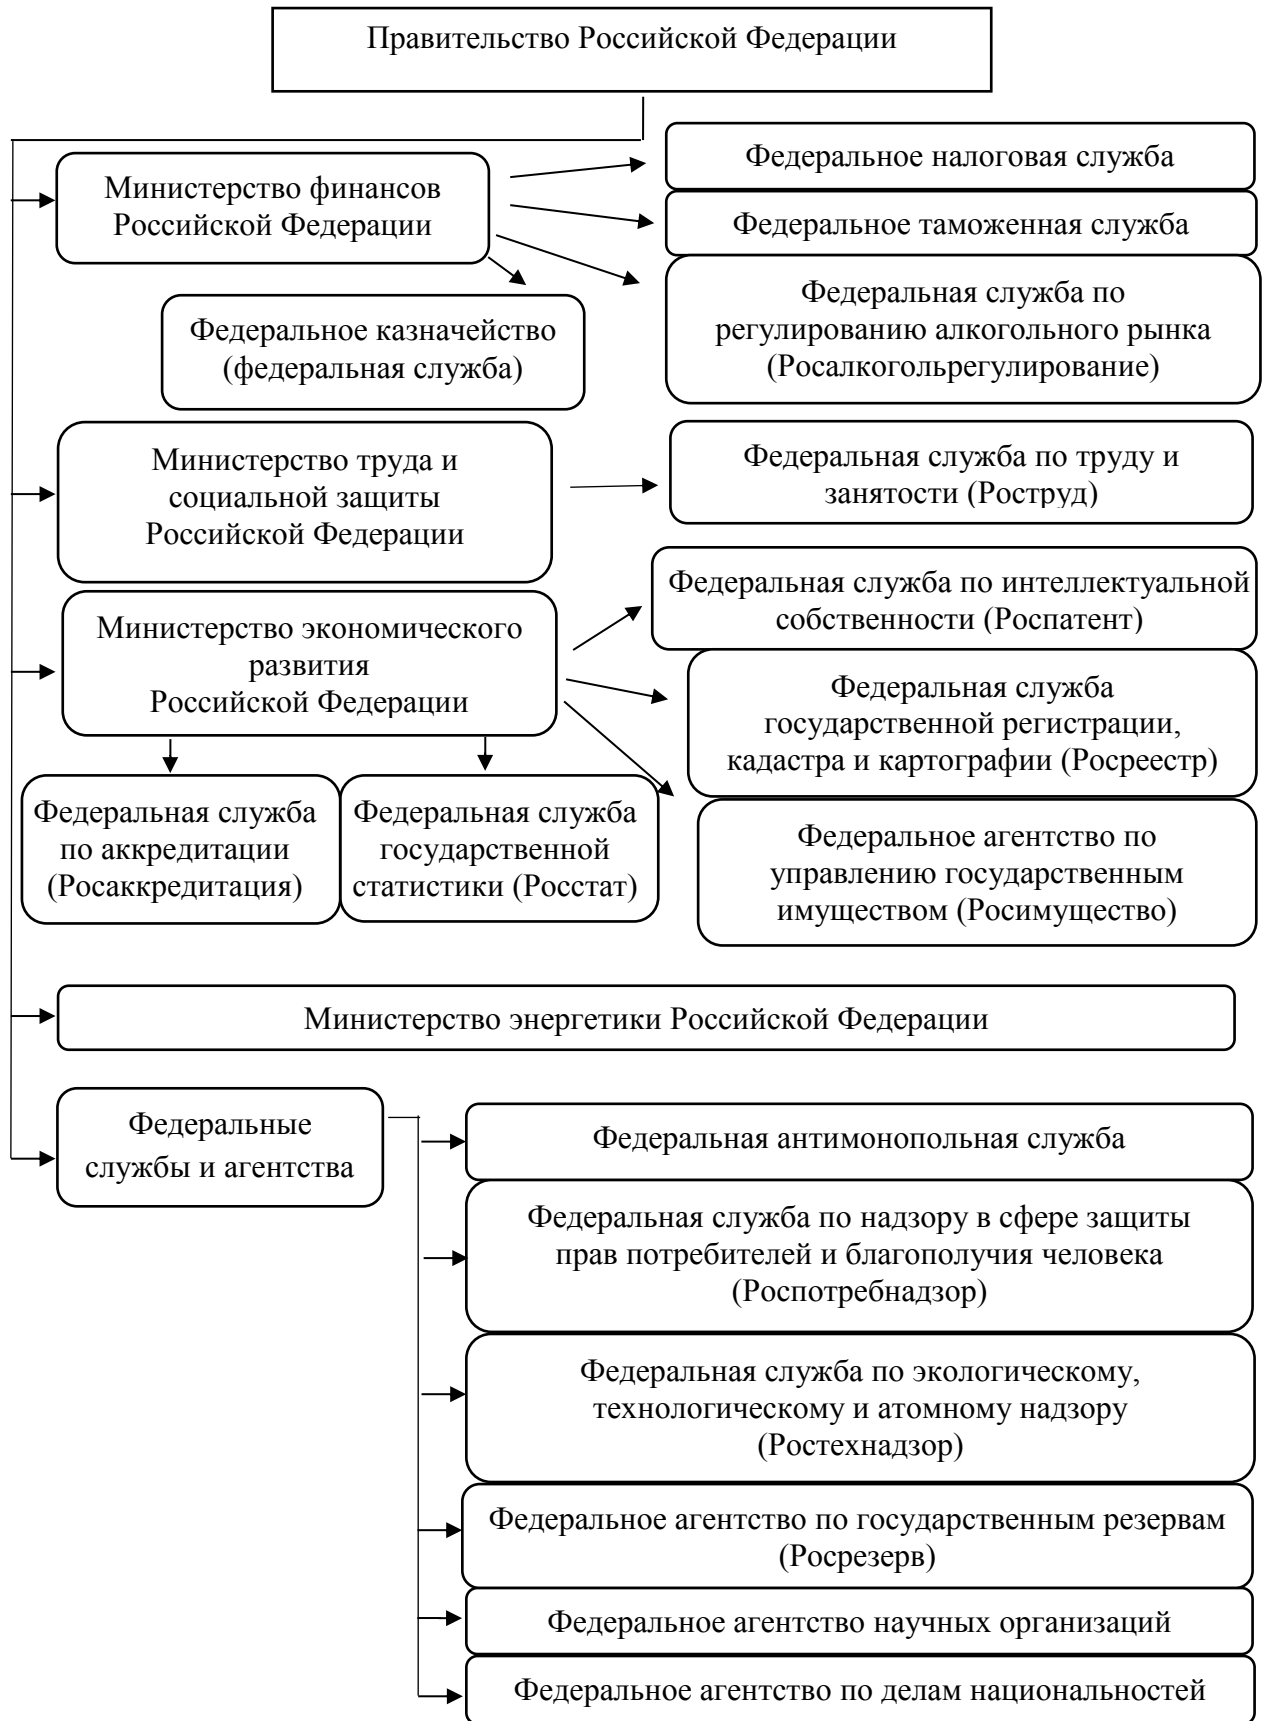 Правительство Российской Федерации
Министерство финансов
Российской Федерации
Федеральное налоговая служба
Федеральное таможенная служба
Федеральная служба по
регулированию алкогольного рынка
(Росалкогольрегулирование)
Федеральное казначейство
(федеральная служба)
Министерство труда и
социальной защиты
Российской Федерации
Федеральная служба по труду и
занятости (Роструд)
Министерство экономического
развития
Российской Федерации
Федеральная служба по интеллектуальной
собственности (Роспатент)
Федеральная служба
государственной регистрации,
кадастра и картографии (Росреестр)
Федеральное агентство по
управлению государственным
имуществом (Росимущество)
Федеральная служба
по аккредитации
(Росаккредитация)
Федеральная служба
государственной
статистики (Росстат)
Министерство энергетики Российской Федерации
Федеральные
службы и агентства
Федеральная антимонопольная служба
Федеральная служба по надзору в сфере защиты
прав потребителей и благополучия человека
(Роспотребнадзор)
Федеральная служба по экологическому,
технологическому и атомному надзору
(Ростехнадзор)
Федеральное агентство по государственным резервам
(Росрезерв)
Федеральное агентство научных организаций
Федеральное агентство по делам национальностей